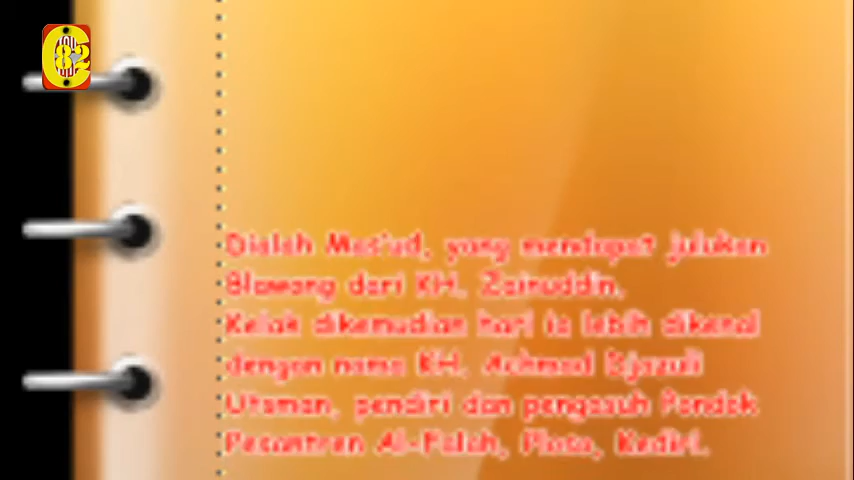 C82
Dialah Mas'ud, yang mendapat julukan
Blawong dari KH. Zainuddin.
Kelak dikemudian hari ia lebih dikenal
dengan nama KH. Achmad Djazuli
Utsman, pendiri dan pengasuh Pondok
Pesantren Al-Falah, Ploso, Kediri.